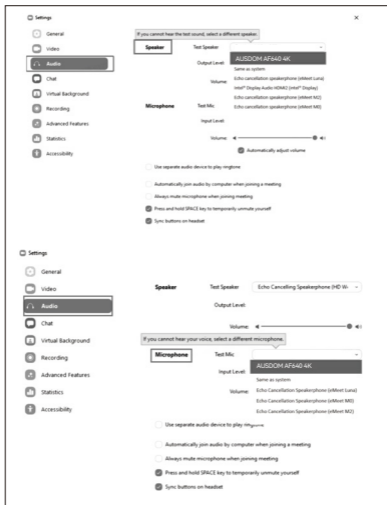 Settings
×
If you cannot hear the test sound, select a different speaker.
General
Video
Audio
Chat
Virtual Background
Recording
Advanced Features
Statistics
Accessibility
Speaker
Test Speaker
AUSDOM AF640 4K
Same as system
Echo cancellation speakerphone (eMeet Luna)
Intel® Display Audio HDMI2 (Intel® Display)
Echo cancellation speakerphone (eMeet M2)
Echo cancellation speakerphone (eMeet M0)
Output Level:
Volume:
Microphone
Test Mic
Input Level:
Volume:
Automatically adjust volume
Use separate audio device to play ringtone
Automatically join audio by computer when joining a meeting
Always mute microphone when joining a meeting
Press and hold SPACE key to temporarily unmute yourself
Sync buttons on headset
Settings
General
Video
Audio
Chat
Virtual Background
Recording
Advanced Features
Statistics
Accessibility
Speaker
Test Speaker
Echo Cancelling Speakerphone (HD W-
Output Level:
Volume:
If you cannot hear your voice, select a different microphone.
Microphone
Test Mic
AUSDOM AF640 4K
Same as system
Echo Cancellation Speakerphone (eMeet Luna)
Echo Cancellation Speakerphone (eMeet M0)
Echo Cancellation Speakerphone (eMeet M2)
Input Level:
Volume:
Use separate audio device to play ringtone
Automatically join audio by computer when joining a meeting
Always mute microphone when joining meeting
Press and hold SPACE key to temporarily unmute yourself
Sync buttons on headset